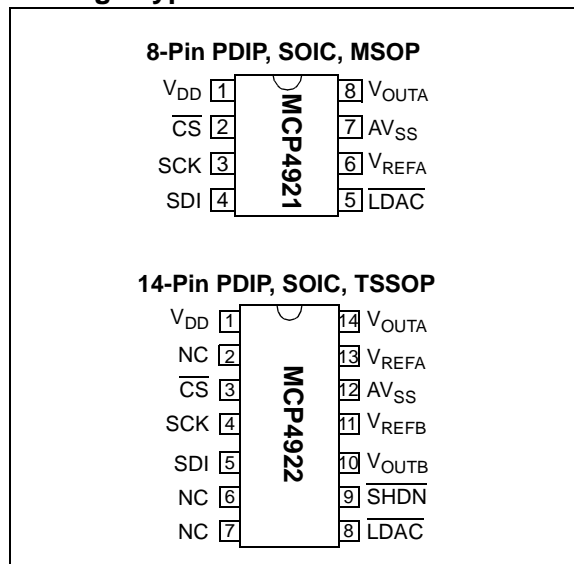 8-Pin PDIP, SOIC, MSOP
VDD 1 8 VOUTA
CS 2 7 AVSS
SCK 3 6 VREFA
SDI 4 5 LDAC
MCP4921
14-Pin PDIP, SOIC, TSSOP
VDD 1 14 VOUTA
NC 2 13 VREFA
CS 3 12 AVSS
SCK 4 11 VREFB
SDI 5 10 VOUTB
NC 6 9 SHDN
NC 7 8 LDAC
MCP4922